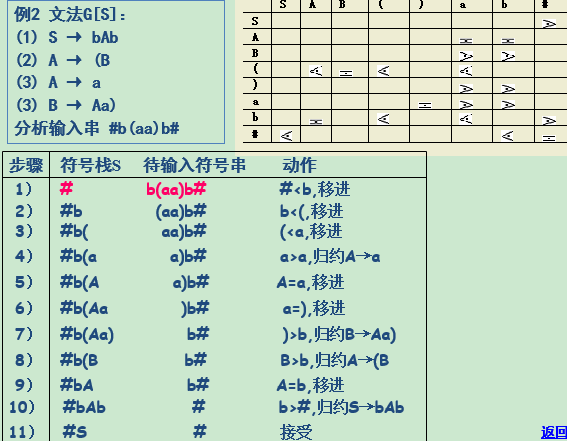 例2 文法G[S]:
(1) S → bAb
(2) A → (B
(3) A → a
(3) B → Aa)
分析输入串 #b(aa)b#
S A B ( ) a b #
S >
A = =
B > >
( < = < <
) > >
a = > >
b = < < >
# < < >
步骤 符号栈S 待输入符号串 动作
1) # b(aa)b# #<b,移进
2) #b (aa)b# b<(,移进
3) #b( aa)b# (<a,移进
4) #b(a a)b# a>a,归约A→a
5) #b(A a)b# A=a,移进
6) #b(Aa )b# a=),移进
7) #b(Aa) b# )>b,归约B→Aa)
8) #b(B b# B>b,归约A→(B
9) #bA b# A=b,移进
10) #bAb # b>#,归约S→bAb
11) #S # 接受
返回